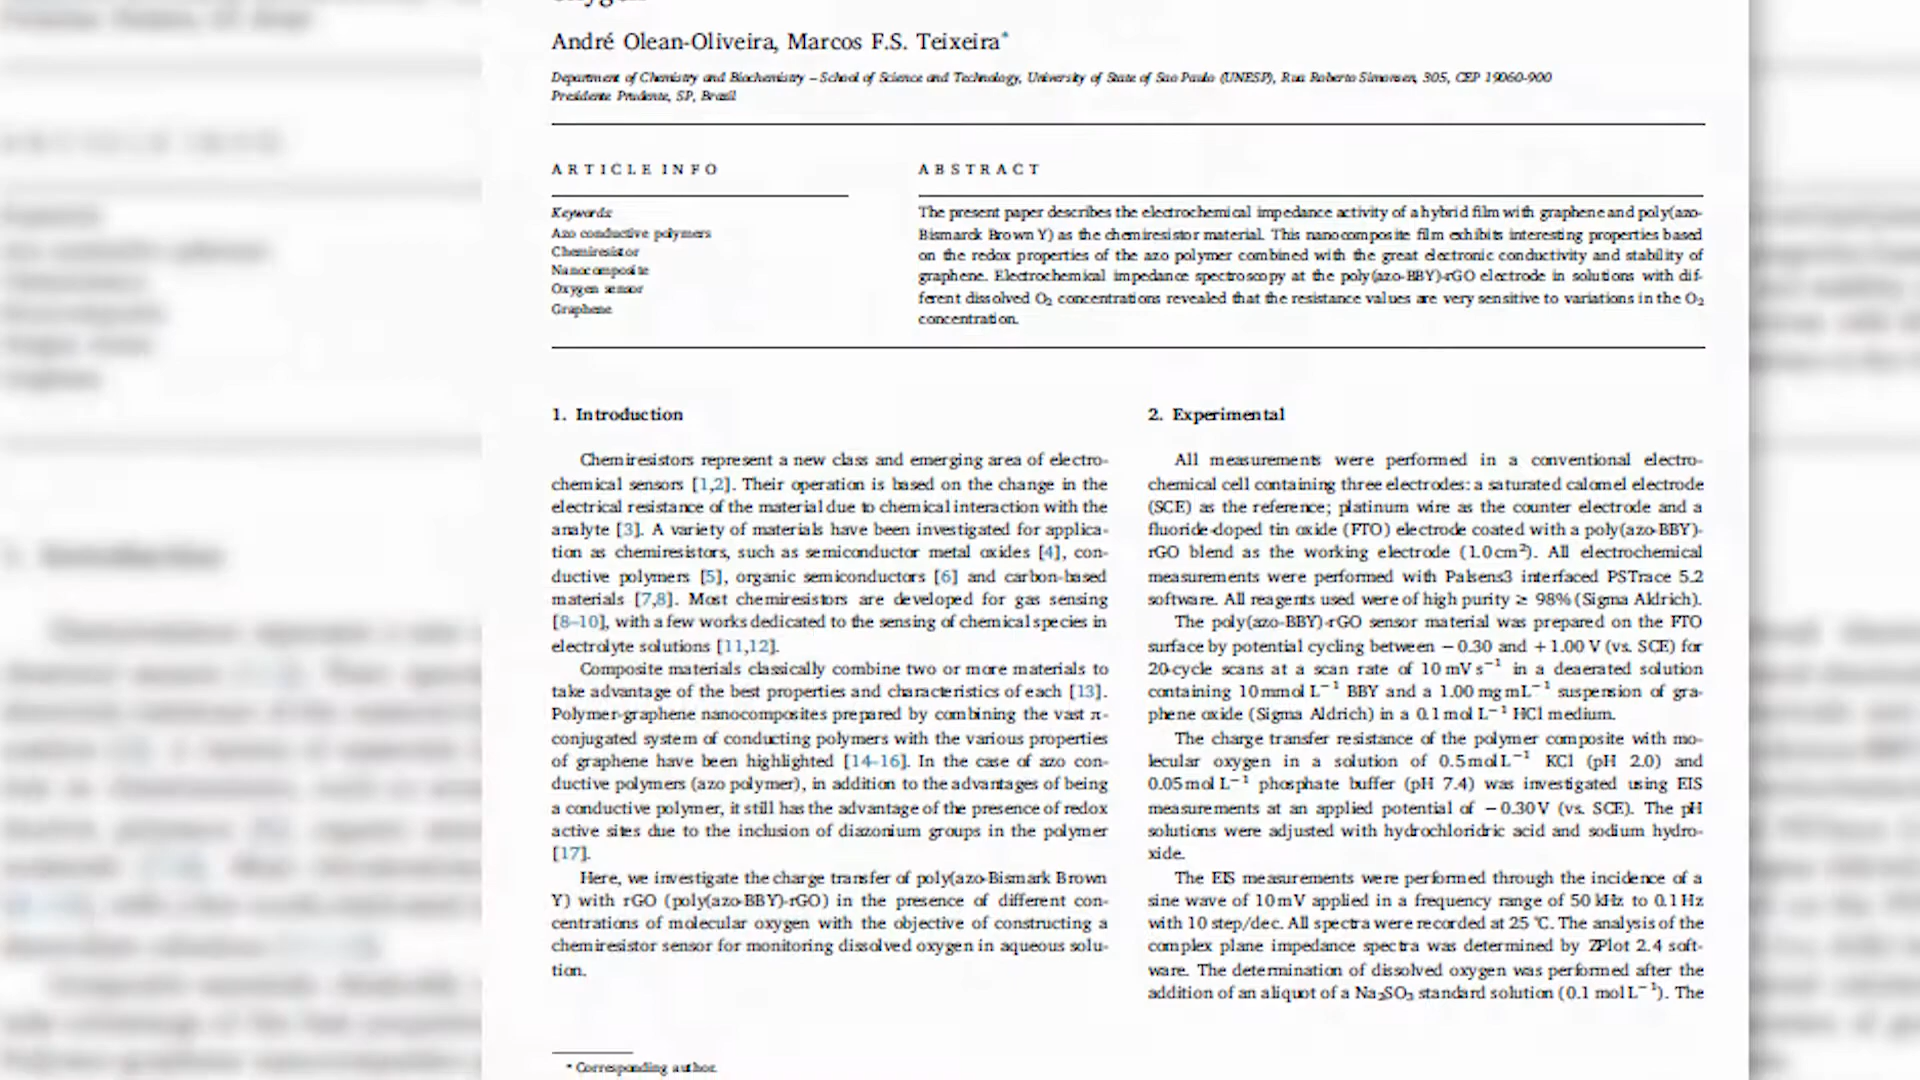 André Olean-Oliveira, Marcos F.S. Teixeira*
Department of Chemistry and Biochemistry – School of Science and Technology, University of State of Sao Paulo (UNESP), Rua Roberto Simonsen, 305, CEP 19060-900
Presidente Prudente, SP, Brasil
ARTICLE INFO
Keywords:
Azo conductive polymers
Chemiresistor
Nanocomposite
Oxygen sensor
Graphene
ABSTRACT
The present paper describes the electrochemical impedance activity of a hybrid film with graphene and poly(azo-
Bismarck Brown Y) as the chemiresistor material. This nanocomposite film exhibits interesting properties based
on the redox properties of the azo polymer combined with the great electronic conductivity and stability of
graphene. Electrochemical impedance spectroscopy at the poly(azo-BBY)-rGO electrode in solutions with dif-
ferent dissolved O₂ concentrations revealed that the resistance values are very sensitive to variations in the O₂
concentration.
1. Introduction
Chemiresistors represent a new class and emerging area of electro-
chemical sensors [1,2]. Their operation is based on the change in the
electrical resistance of the material due to chemical interaction with the
analyte [3]. A variety of materials have been investigated for applica-
tion as chemiresistors, such as semiconductor metal oxides [4], con-
ductive polymers [5], organic semiconductors [6] and carbon-based
materials [7,8]. Most chemiresistors are developed for gas sensing
[8–10], with a few works dedicated to the sensing of chemical species in
electrolyte solutions [11,12].
Composite materials classically combine two or more materials to
take advantage of the best properties and characteristics of each [13].
Polymer-graphene nanocomposites prepared by combining the vast π-
conjugated system of conducting polymers with the various properties
of graphene have been highlighted [14–16]. In the case of azo con-
ductive polymers (azo polymer), in addition to the advantages of being
a conductive polymer, it still has the advantage of the presence of redox
active sites due to the inclusion of diazonium groups in the polymer
[17].
Here, we investigate the charge transfer of poly(azo-Bismark Brown
Y) with rGO (poly(azo-BBY)-rGO) in the presence of different con-
centrations of molecular oxygen with the objective of constructing a
chemiresistor sensor for monitoring dissolved oxygen in aqueous solu-
tion.
* Corresponding author.
2. Experimental
All measurements were performed in a conventional electro-
chemical cell containing three electrodes: a saturated calomel electrode
(SCE) as the reference; platinum wire as the counter electrode and a
fluoride-doped tin oxide (FTO) electrode coated with a poly(azo-BBY)-
rGO blend as the working electrode (1.0 cm²). All electrochemical
measurements were performed with Palsens3 interfaced PSTrace 5.2
software. All reagents used were of high purity ≥ 98% (Sigma Aldrich).
The poly(azo-BBY)-rGO sensor material was prepared on the FTO
surface by potential cycling between −0.30 and +1.00 V (vs. SCE) for
20-cycle scans at a scan rate of 10 mV s⁻¹ in a deaerated solution
containing 10 mmol L⁻¹ BBY and a 1.00 mg mL⁻¹ suspension of gra-
phene oxide (Sigma Aldrich) in a 0.1 mol L⁻¹ HCl medium.
The charge transfer resistance of the polymer composite with mo-
lecular oxygen in a solution of 0.5 mol L⁻¹ KCl (pH 2.0) and
0.05 mol L⁻¹ phosphate buffer (pH 7.4) was investigated using EIS
measurements at an applied potential of −0.30 V (vs. SCE). The pH
solutions were adjusted with hydrochloridric acid and sodium hydro-
xide.
The EIS measurements were performed through the incidence of a
sine wave of 10 mV applied in a frequency range of 50 kHz to 0.1 Hz
with 10 step/dec. All spectra were recorded at 25 °C. The analysis of the
complex plane impedance spectra was determined by ZPlot 2.4 soft-
ware. The determination of dissolved oxygen was performed after the
addition of an aliquot of a Na₂SO₃ standard solution (0.1 mol L⁻¹). The